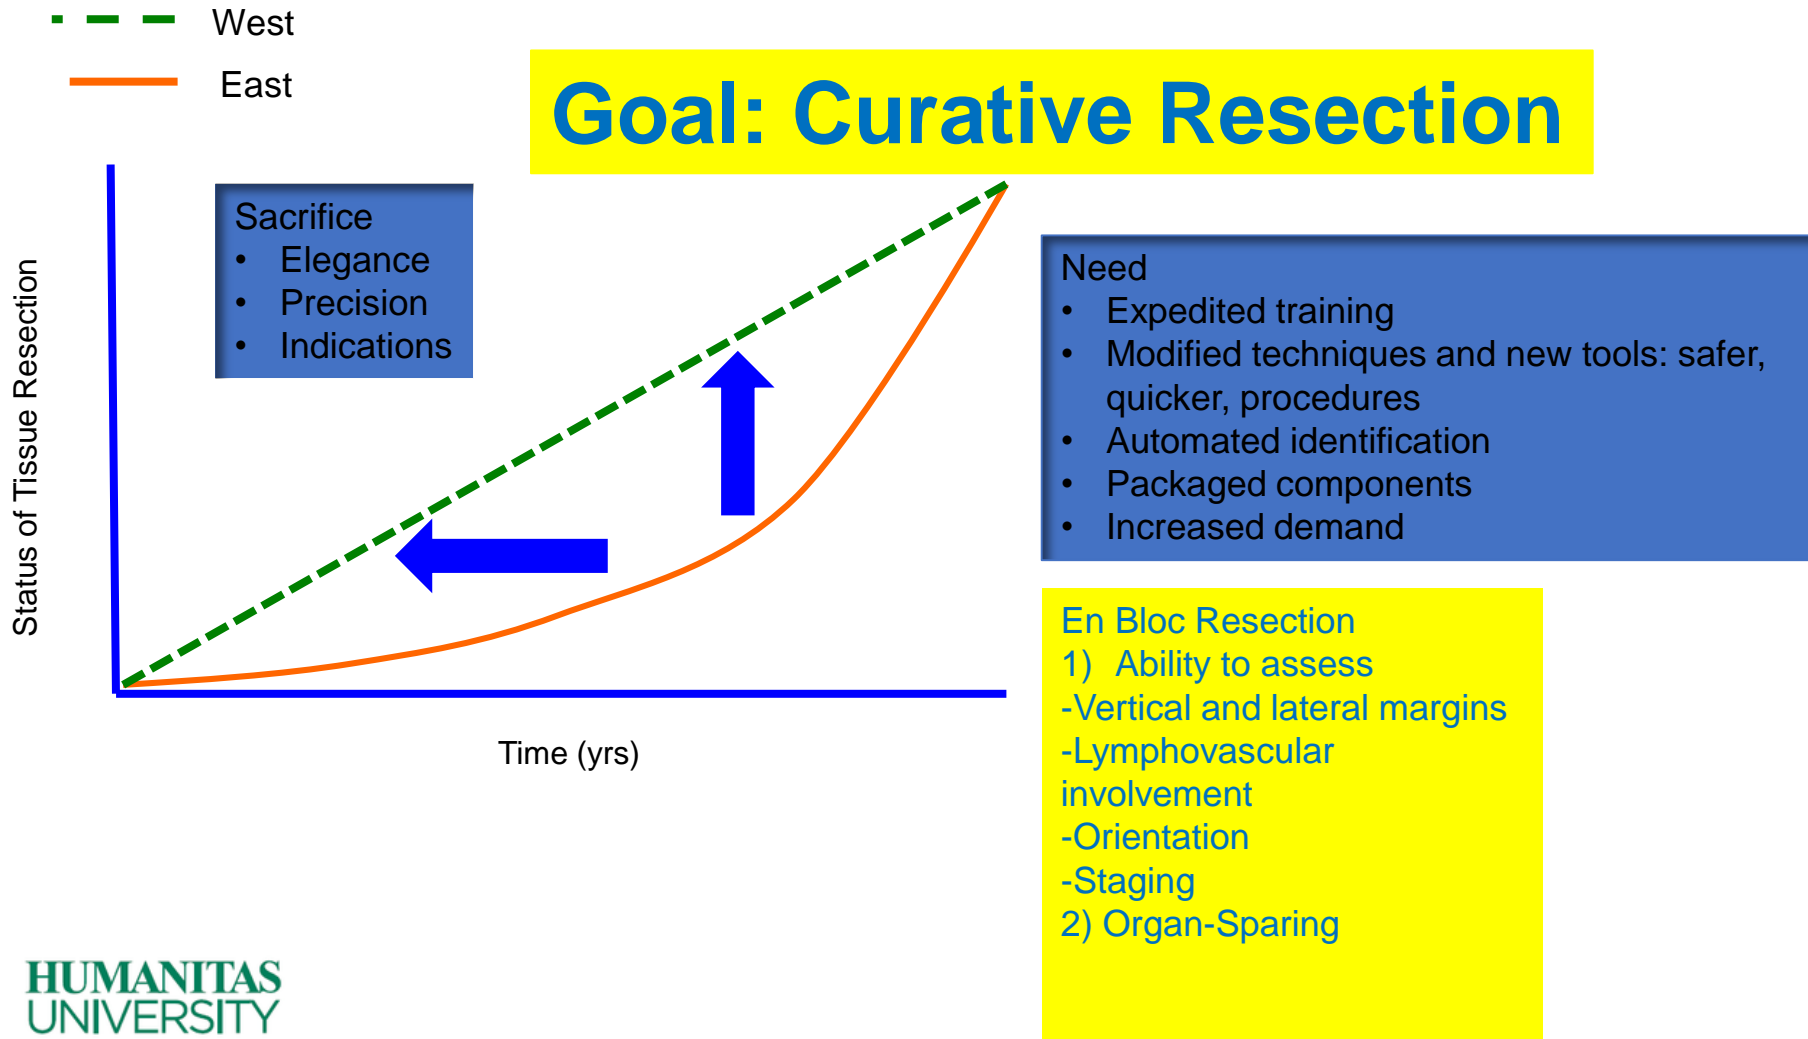 West
East
Goal: Curative Resection
Status of Tissue Resection
Sacrifice
• Elegance
• Precision
• Indications
Need
• Expedited training
• Modified techniques and new tools: safer,
quicker, procedures
• Automated identification
• Packaged components
• Increased demand
Time (yrs)
En Bloc Resection
1) Ability to assess
-Vertical and lateral margins
-Lymphovascular
involvement
-Orientation
-Staging
2) Organ-Sparing
HUMANITAS
UNIVERSITY